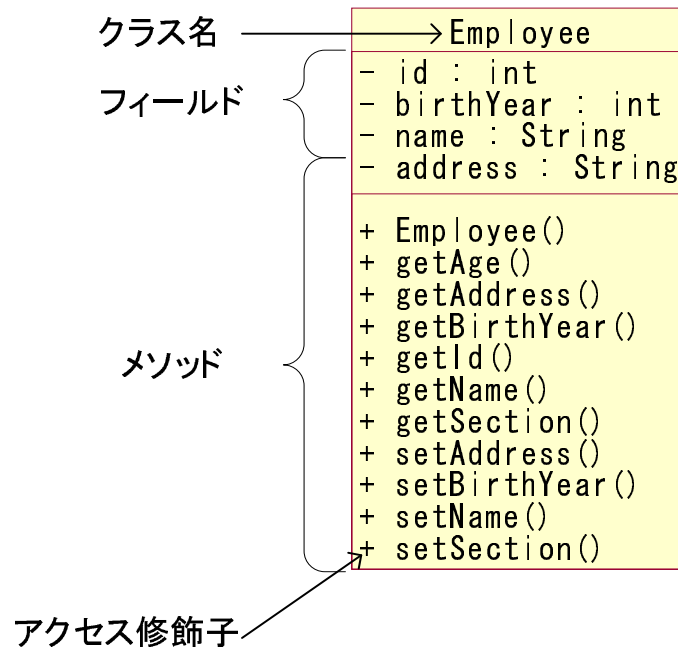 クラス名
Employee
フィールド
- id : int
- birthYear : int
- name : String
- address : String
メソッド
+ Employee()
+ getAge()
+ getAddress()
+ getBirthYear()
+ getId()
+ getName()
+ getSection()
+ setAddress()
+ setBirthYear()
+ setName()
+ setSection()
アクセス修飾子